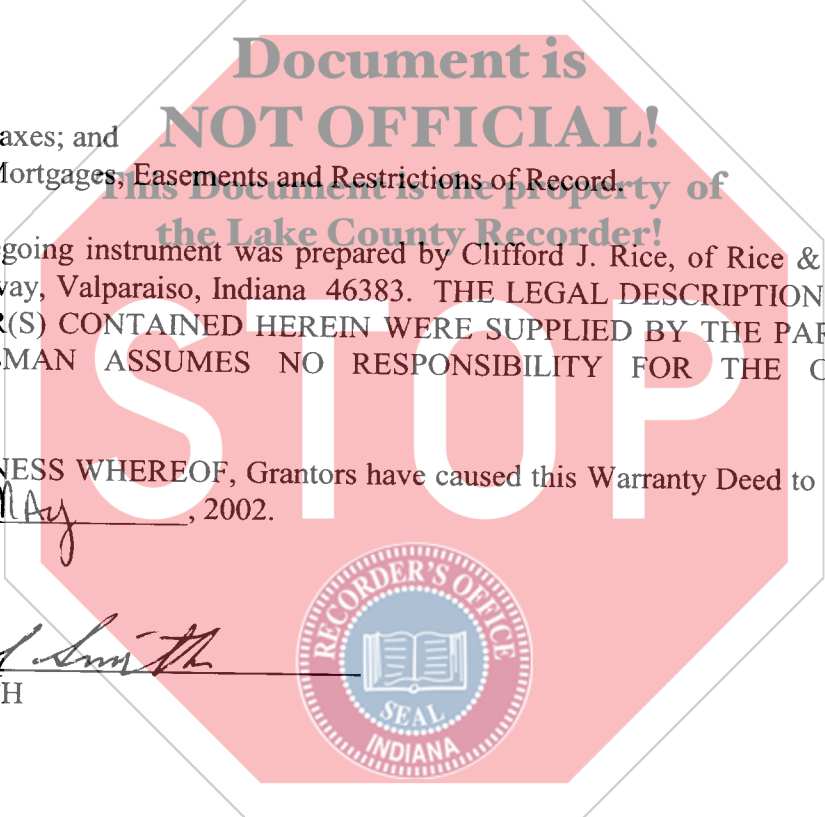 Document is
NOT OFFICIAL!
axes; and
Mortgages, Easements and Restrictions of Record.
This Document is the property of
the Lake County Recorder!
going instrument was prepared by Clifford J. Rice, of Rice &
way, Valparaiso, Indiana 46383. THE LEGAL DESCRIPTION
R(S) CONTAINED HEREIN WERE SUPPLIED BY THE PAR
SMAN ASSUMES NO RESPONSIBILITY FOR THE
STOP
NESS WHEREOF, Grantors have caused this Warranty Deed to
May, 2002.
Smith
H
RECORDER'S OFFICE
SEAL
INDIANA